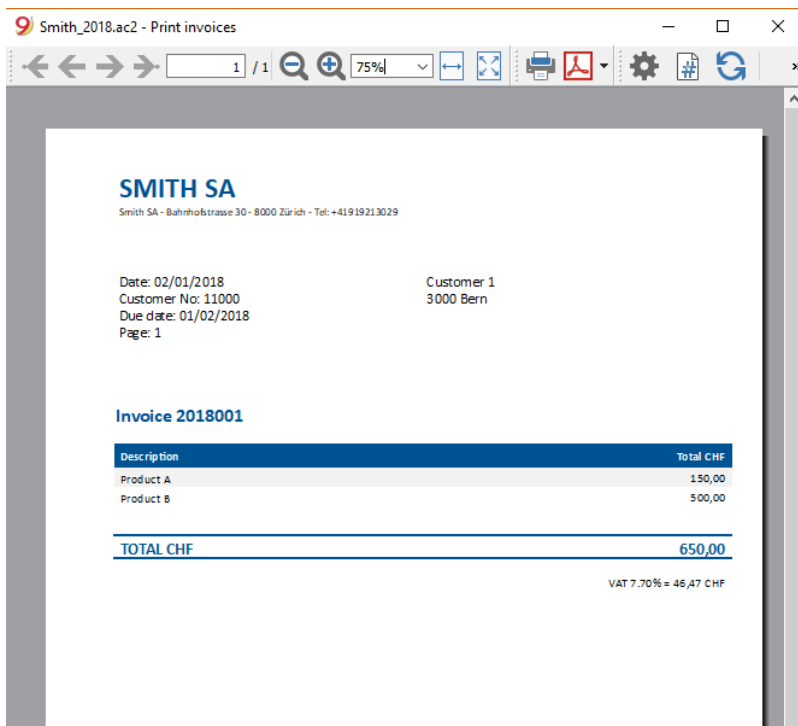 Smith_2018.ac2 - Print invoices
1 / 1 75%
#
SMITH SA
Smith SA - Bahnhofstrasse 30 - 8000 Zürich - Tel: +41919213029
Date: 02/01/2018
Customer No: 11000
Due date: 01/02/2018
Page: 1
Customer 1
3000 Bern
Invoice 2018001
Description Total CHF
Product A 150,00
Product B 500,00
TOTAL CHF 650,00
VAT 7.70% = 46,47 CHF